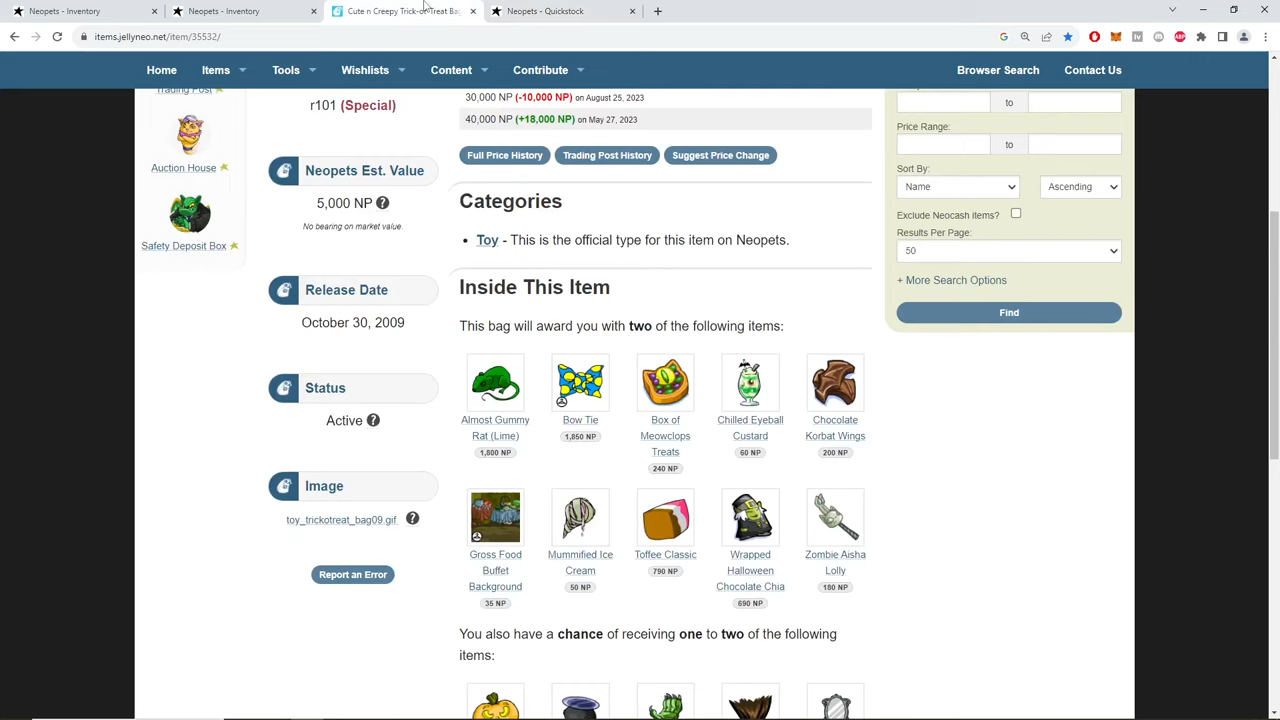 Neopets - Inventory
Neopets - Inventory
Cute n Creepy Trick-or-Treat Ba
Neopets - Quickstock
items.jellyneo.net/item/35532/
Home
Items
Tools
Wishlists
Content
Contribute
Browser Search
Contact Us
Trading Post
Auction House
Safety Deposit Box
r101 (Special)
Neopets Est. Value
5,000 NP
No bearing on market value.
Release Date
October 30, 2009
Status
Active
Image
toy_trickotreat_bag09.gif
Report an Error
30,000 NP (-10,000 NP) on August 25, 2023
40,000 NP (+18,000 NP) on May 27, 2023
Full Price History
Trading Post History
Suggest Price Change
Categories
• Toy - This is the official type for this item on Neopets.
Inside This Item
This bag will award you with two of the following items:
Almost Gummy
Rat (Lime)
1,800 NP
Bow Tie
1,850 NP
Box of
Meowclops
Treats
240 NP
Chilled Eyeball
Custard
60 NP
Chocolate
Korbat Wings
200 NP
Gross Food
Buffet
Background
35 NP
Mummified Ice
Cream
50 NP
Toffee Classic
790 NP
Wrapped
Halloween
Chocolate Chia
690 NP
Zombie Aisha
Lolly
180 NP
You also have a chance of receiving one to two of the following
items:
to
Price Range:
to
Sort By:
Name
Ascending
Exclude Neocash items?
Results Per Page:
50
+ More Search Options
Find